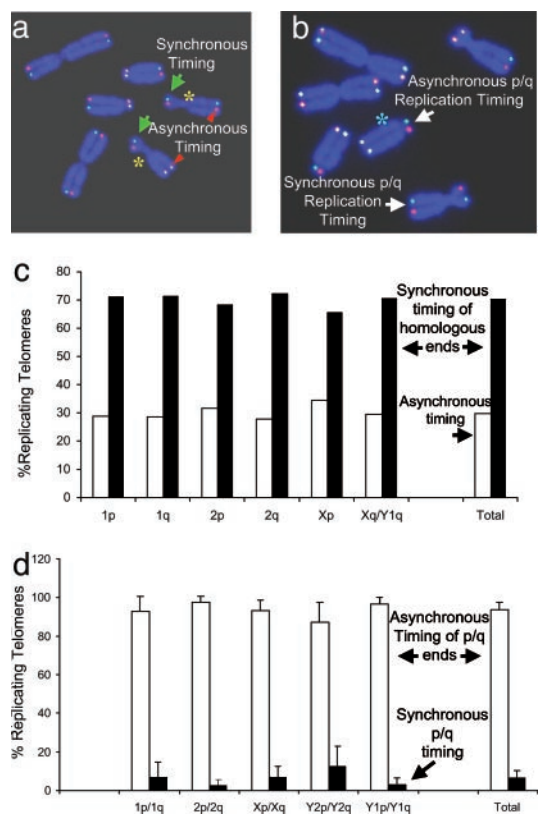 a
Synchronous
Timing
*
Asynchronous
Timing
*
b
Asynchronous p/q
Replication Timing
*
Synchronous p/q
Replication
Timing
c
%Replicating Telomeres
80
70
60
50
40
30
20
10
0
Synchronous
timing of
homologous
ends
Asynchronous
timing
1p 1q 2p 2q Xp Xq/Y1q Total
d
% Replicating Telomeres
120
100
80
60
40
20
0
Asynchronous
Timing of p/q
ends
Synchronous
p/q
timing
1p/1q 2p/2q Xp/Xq Y2p/Y2q Y1p/Y1q Total